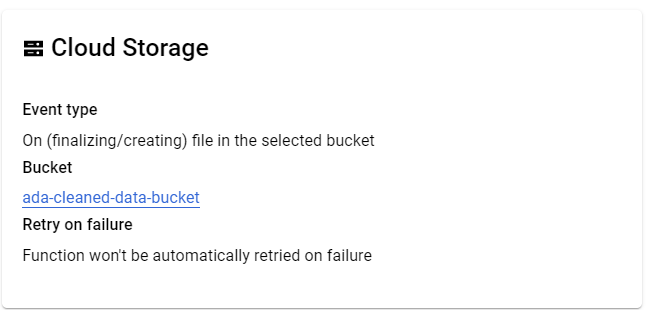 Cloud Storage
Event type
On (finalizing/creating) file in the selected bucket
Bucket
ada-cleaned-data-bucket
Retry on failure
Function won't be automatically retried on failure